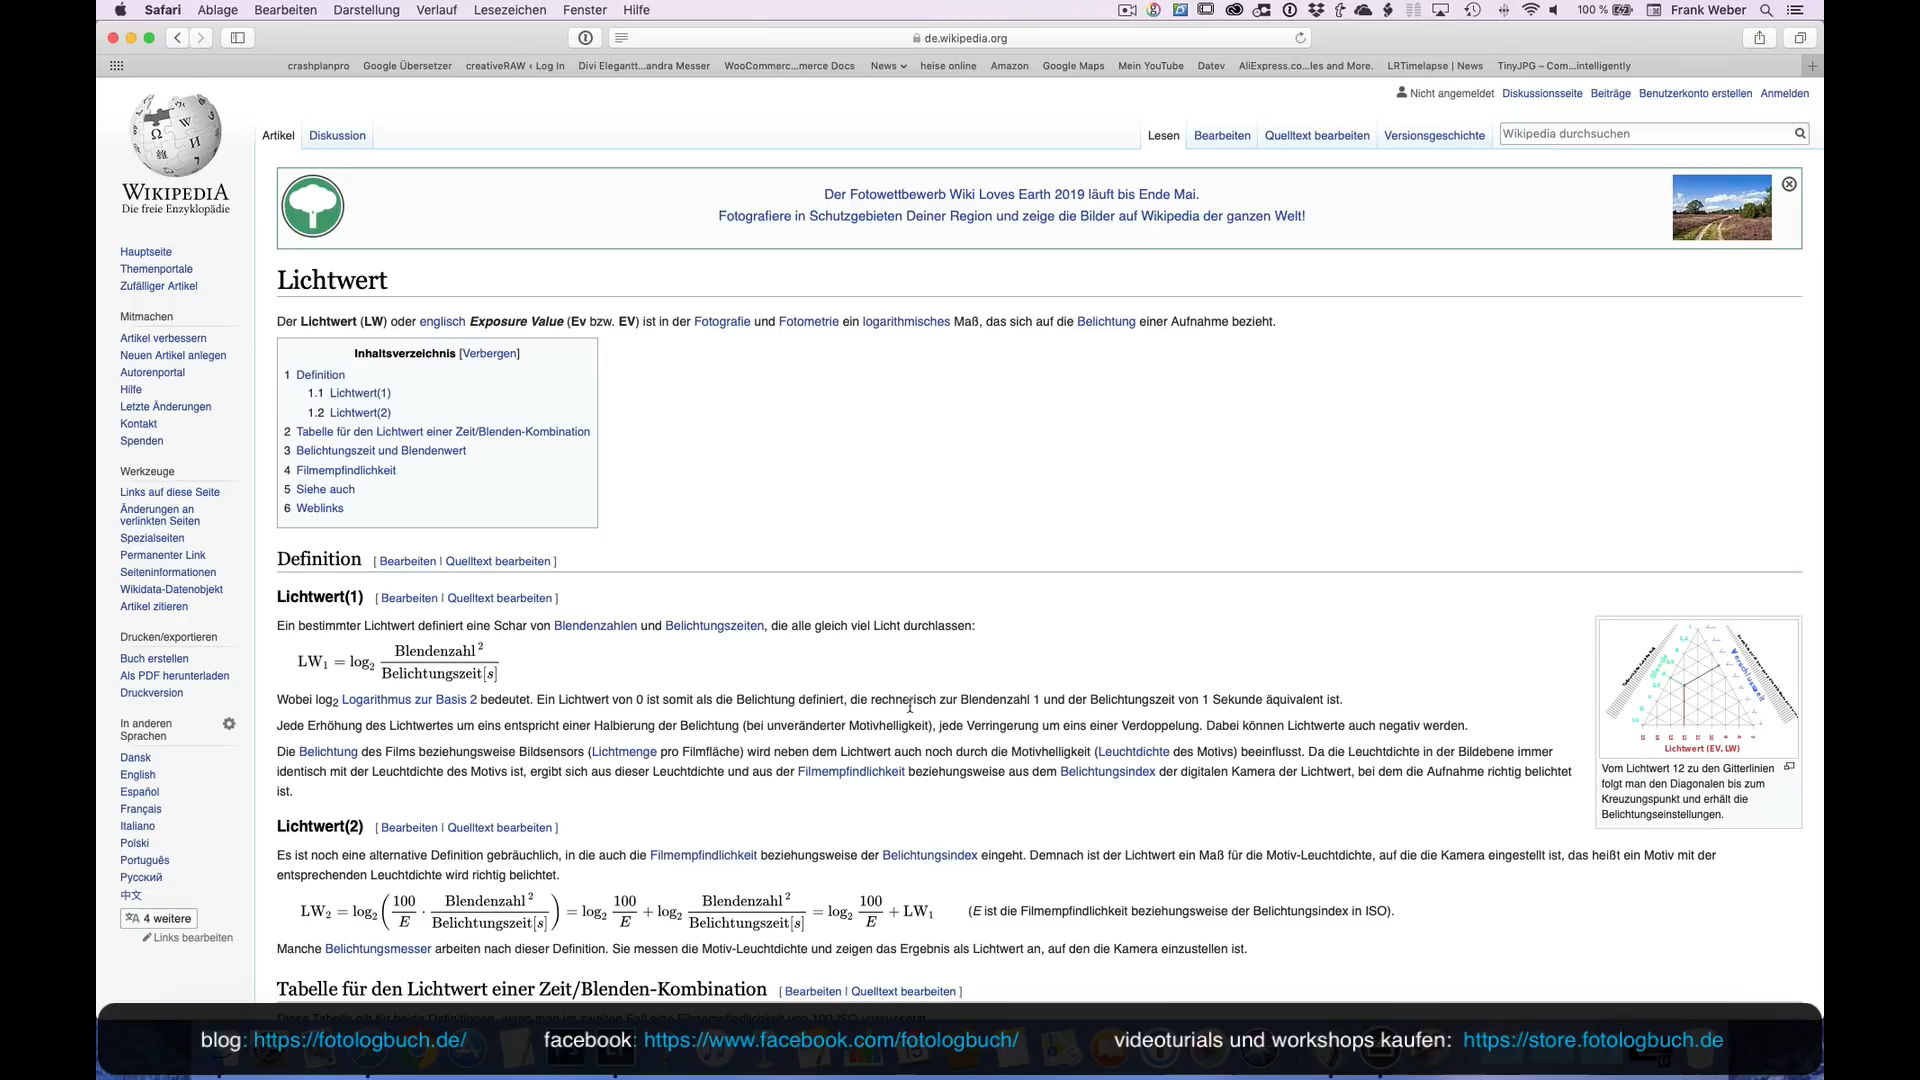 Safari Ablage Bearbeiten Darstellung Verlauf Lesezeichen Fenster Hilfe 100 % Frank Weber
de.wikipedia.org
crashplanpro Google Übersetzer creativeRAW ‹ Log In Divi Elegantt...andra Messer WooCommerc...merce Docs News heise online Amazon Google Maps Mein YouTube Datev AliExpress.co...les and More. LRTimelapse | News TinyJPG – Com...intelligently
Nicht angemeldet Diskussionsseite Beiträge Benutzerkonto erstellen Anmelden
Artikel Diskussion Lesen Bearbeiten Quelltext bearbeiten Versionsgeschichte Wikipedia durchsuchen
WIKIPEDIA
Die freie Enzyklopädie
Hauptseite
Themenportale
Zufälliger Artikel
Mitmachen
Artikel verbessern
Neuen Artikel anlegen
Autorenportal
Hilfe
Letzte Änderungen
Kontakt
Spenden
Werkzeuge
Links auf diese Seite
Änderungen an
verlinkten Seiten
Spezialseiten
Permanenter Link
Seiteninformationen
Wikidata-Datenobjekt
Artikel zitieren
Drucken/exportieren
Buch erstellen
Als PDF herunterladen
Druckversion
In anderen
Sprachen
Dansk
English
Español
Français
Italiano
Polski
Português
Русский
中文
4 weitere
Links bearbeiten
Der Fotowettbewerb Wiki Loves Earth 2019 läuft bis Ende Mai.
Fotografiere in Schutzgebieten Deiner Region und zeige die Bilder auf Wikipedia der ganzen Welt!
Lichtwert
Der Lichtwert (LW) oder englisch Exposure Value (Ev bzw. EV) ist in der Fotografie und Fotometrie ein logarithmisches Maß, das sich auf die Belichtung einer Aufnahme bezieht.
Inhaltsverzeichnis [Verbergen]
1 Definition
1.1 Lichtwert(1)
1.2 Lichtwert(2)
2 Tabelle für den Lichtwert einer Zeit/Blenden-Kombination
3 Belichtungszeit und Blendenwert
4 Filmempfindlichkeit
5 Siehe auch
6 Weblinks
Definition [ Bearbeiten | Quelltext bearbeiten ]
Lichtwert(1) [ Bearbeiten | Quelltext bearbeiten ]
Ein bestimmter Lichtwert definiert eine Schar von Blendenzahlen und Belichtungszeiten, die alle gleich viel Licht durchlassen:
LW₁ = log₂ Blendenzahl² / Belichtungszeit[s]
Wobei log₂ Logarithmus zur Basis 2 bedeutet. Ein Lichtwert von 0 ist somit als die Belichtung definiert, die rechnerisch zur Blendenzahl 1 und der Belichtungszeit von 1 Sekunde äquivalent ist.
Jede Erhöhung des Lichtwertes um eins entspricht einer Halbierung der Belichtung (bei unveränderter Motivhelligkeit), jede Verringerung um eins einer Verdoppelung. Dabei können Lichtwerte auch negativ werden.
Die Belichtung des Films beziehungsweise Bildsensors (Lichtmenge pro Filmfläche) wird neben dem Lichtwert auch noch durch die Motivhelligkeit (Leuchtdichte des Motivs) beeinflusst. Da die Leuchtdichte in der Bildebene immer
identisch mit der Leuchtdichte des Motivs ist, ergibt sich aus dieser Leuchtdichte und aus der Filmempfindlichkeit beziehungsweise aus dem Belichtungsindex der digitalen Kamera der Lichtwert, bei dem die Aufnahme richtig belichtet
ist.
Lichtwert (EV, LW)
Vom Lichtwert 12 zu den Gitterlinien
folgt man den Diagonalen bis zum
Kreuzungspunkt und erhält die
Belichtungseinstellungen.
Lichtwert(2) [ Bearbeiten | Quelltext bearbeiten ]
Es ist noch eine alternative Definition gebräuchlich, in die auch die Filmempfindlichkeit beziehungsweise der Belichtungsindex eingeht. Demnach ist der Lichtwert ein Maß für die Motiv-Leuchtdichte, auf die die Kamera eingestellt ist, das heißt ein Motiv mit der
entsprechenden Leuchtdichte wird richtig belichtet.
LW₂ = log₂(100/E · Blendenzahl²/Belichtungszeit[s]) = log₂ 100/E + log₂ Blendenzahl²/Belichtungszeit[s] = log₂ 100/E + LW₁ (E ist die Filmempfindlichkeit beziehungsweise der Belichtungsindex in ISO).
Manche Belichtungsmesser arbeiten nach dieser Definition. Sie messen die Motiv-Leuchtdichte und zeigen das Ergebnis als Lichtwert an, auf den die Kamera einzustellen ist.
Tabelle für den Lichtwert einer Zeit/Blenden-Kombination [ Bearbeiten | Quelltext bearbeiten ]
blog: https://fotologbuch.de/ facebook: https://www.facebook.com/fotologbuch/ videoturials und workshops kaufen: https://store.fotologbuch.de